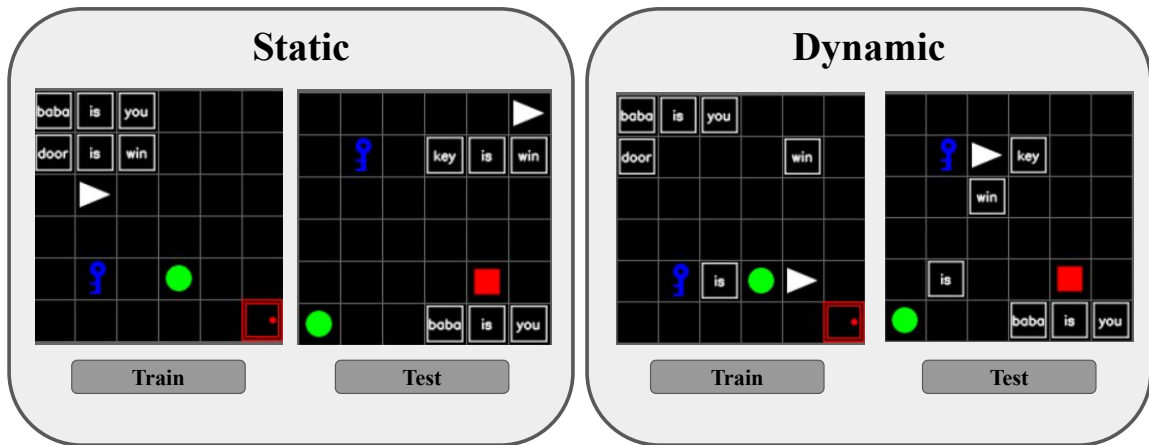 Static
baba is you
door is win
key is win
baba is you
Train
Test
Dynamic
baba is you
door win
is
key
win
is
baba is you
Train
Test